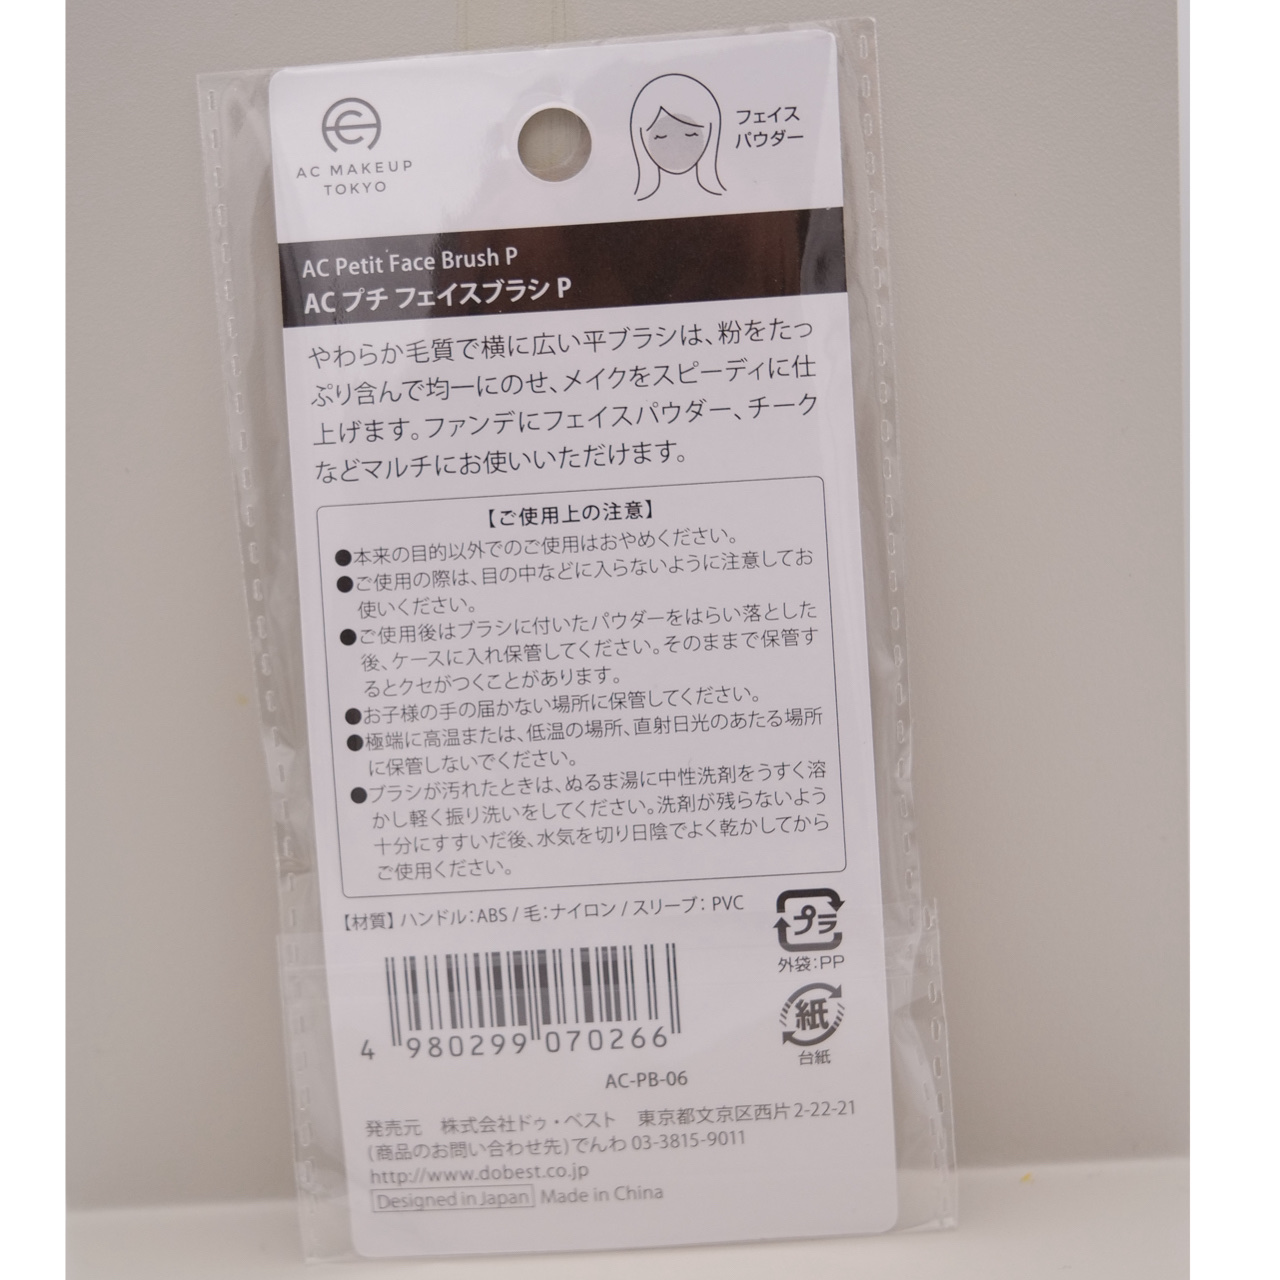 AC MAKEUP
TOKYO
フェイス
パウダー
AC Petit Face Brush P
AC プチ フェイスブラシ P
やわらか毛質で横に広い平ブラシは、粉をたっ
ぷり含んで均一にのせ、メイクをスピーディに仕
上げます。ファンデにフェイスパウダー、チーク
などマルチにお使いいただけます。
【ご使用上の注意】
●本来の目的以外でのご使用はおやめください。
●ご使用の際は、目の中などに入らないように注意してお
使いください。
●ご使用後はブラシに付いたパウダーをはらい落とした
後、ケースに入れ保管してください。そのままで保管す
るとクセがつくことがあります。
●お子様の手の届かない場所に保管してください。
●極端に高温または、低温の場所、直射日光のあたる場所
に保管しないでください。
●ブラシが汚れたときは、ぬるま湯に中性洗剤をうすく溶
かし軽く振り洗いをしてください。洗剤が残らないよう
十分にすすいだ後、水気を切り日陰でよく乾かしてから
ご使用ください。
【材質】ハンドル：ABS / 毛：ナイロン / スリーブ：PVC
プラ
外袋：PP
紙
台紙
4 980299 070266
AC-PB-06
発売元 株式会社ドゥ・ベスト 東京都文京区西片2-22-21
(商品のお問い合わせ先)でんわ 03-3815-9011
http://www.dobest.co.jp
Designed in Japan Made in China